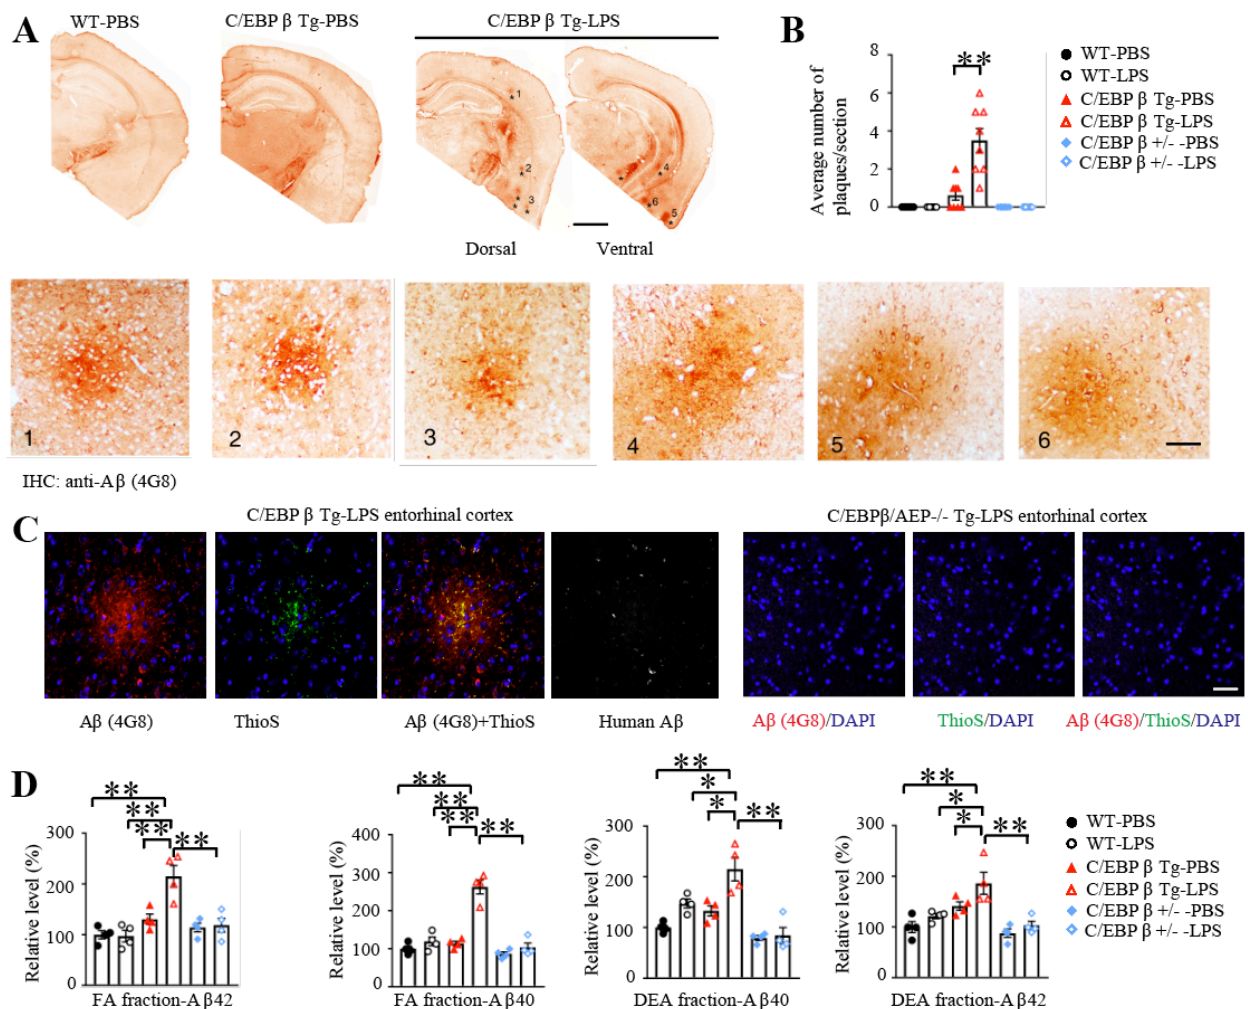 A
WT-PBS
C/EBP β Tg-PBS
C/EBP β Tg-LPS
1
2
3
4
6
5
Dorsal
Ventral
B
Average number of
plaques/section
8
6
4
2
0
**
WT-PBS
WT-LPS
C/EBP β Tg-PBS
C/EBP β Tg-LPS
C/EBP β +/- -PBS
C/EBP β +/- -LPS
1
2
3
4
5
6
IHC: anti-Aβ (4G8)
C
C/EBP β Tg-LPS entorhinal cortex
C/EBPβ/AEP-/- Tg-LPS entorhinal cortex
Aβ (4G8)
ThioS
Aβ (4G8)+ThioS
Human Aβ
Aβ (4G8)/DAPI
ThioS/DAPI
Aβ (4G8)/ThioS/DAPI
D
Relative level (%)
300
200
100
0
**
**
**
**
FA fraction-Aβ42
Relative level (%)
400
300
200
100
0
**
**
**
**
FA fraction-Aβ40
Relative level (%)
300
200
100
0
**
*
*
**
DEA fraction-Aβ40
Relative level (%)
300
200
100
0
**
*
*
**
DEA fraction-Aβ42
WT-PBS
WT-LPS
C/EBP β Tg-PBS
C/EBP β Tg-LPS
C/EBP β +/- -PBS
C/EBP β +/- -LPS